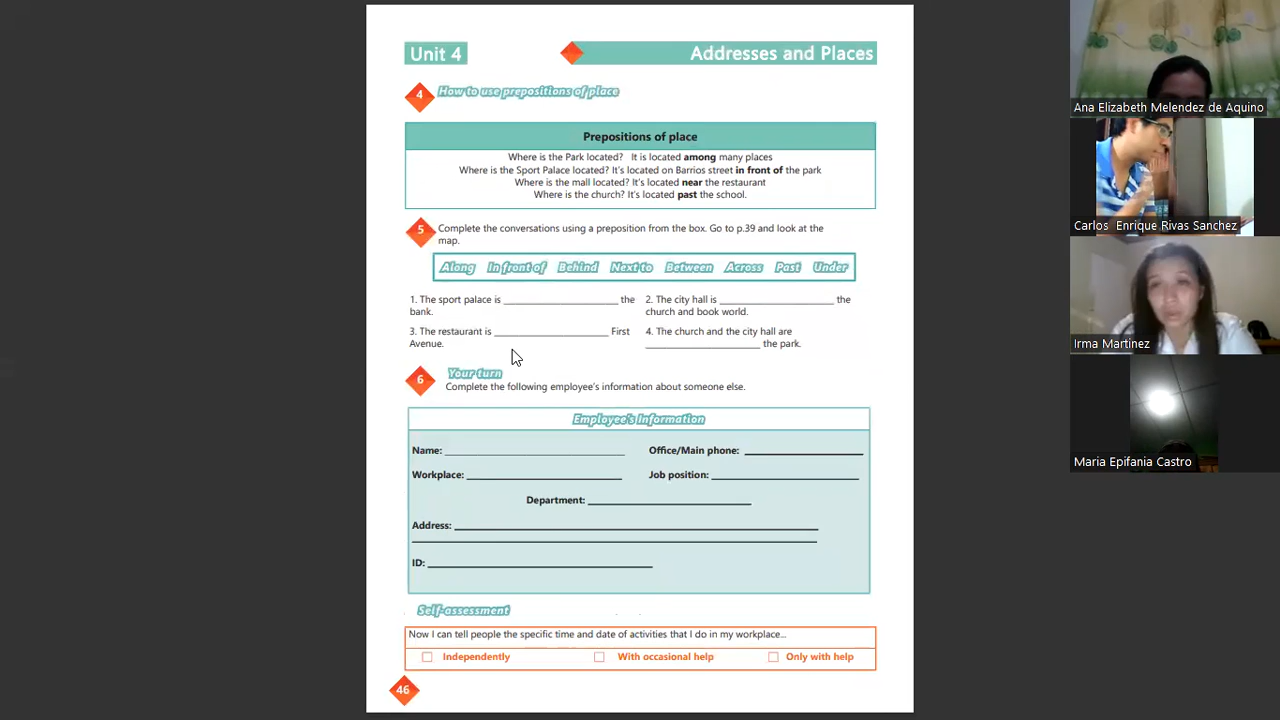 Unit 4
Addresses and Places
4 How to use prepositions of place
Prepositions of place
Where is the Park located? It is located among many places
Where is the Sport Palace located? It's located on Barrios street in front of the park
Where is the mall located? It's located near the restaurant
Where is the church? It's located past the school.
5 Complete the conversations using a preposition from the box. Go to p.39 and look at the
map.
Along In front of Behind Next to Between Across Past Under
1. The sport palace is ____________________ the
bank.
2. The city hall is ____________________ the
church and book world.
3. The restaurant is ____________________ First
Avenue.
4. The church and the city hall are
____________________ the park.
6 Your turn
Complete the following employee's information about someone else.
Employee's Information
Name: ____________________ Office/Main phone: ____________________
Workplace: ____________________ Job position: ____________________
Department: ____________________
Address: ____________________
ID: ____________________
Self-assessment
Now I can tell people the specific time and date of activities that I do in my workplace...
Independently With occasional help Only with help
46
Ana Elizabeth Melendez de Aquino
Carlos Enrique Rivas Sanchez
Irma Martinez
Maria Epifania Castro